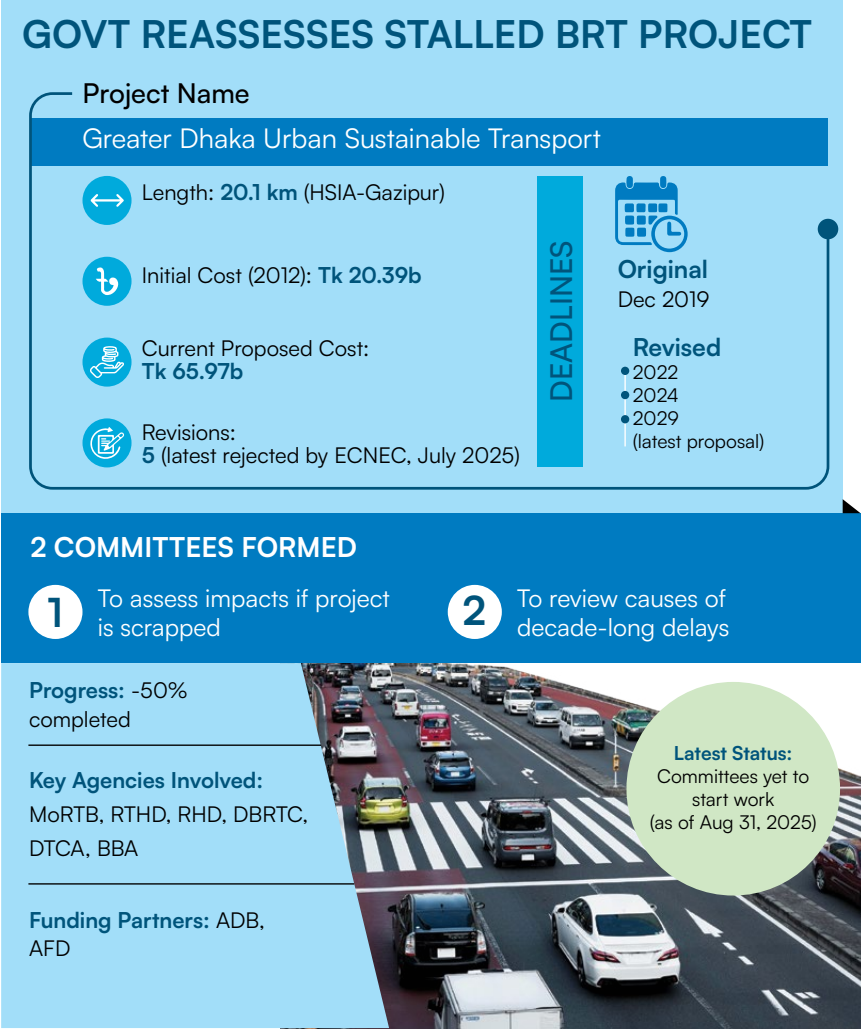 GOVT REASSESSES STALLED BRT PROJECT
Project Name
Greater Dhaka Urban Sustainable Transport
Length: 20.1 km (HSIA-Gazipur)
Initial Cost (2012): Tk 20.39b
Current Proposed Cost:
Tk 65.97b
Revisions:
5 (latest rejected by ECNEC, July 2025)
DEADLINES
Original
Dec 2019
Revised
2022
2024
2029
(latest proposal)
2 COMMITTEES FORMED
1 To assess impacts if project
is scrapped
2 To review causes of
decade-long delays
Progress: -50%
completed
Key Agencies Involved:
MoRTB, RTHD, RHD, DBRTC,
DTCA, BBA
Funding Partners: ADB,
AFD
Latest Status:
Committees yet to
start work
(as of Aug 31, 2025)